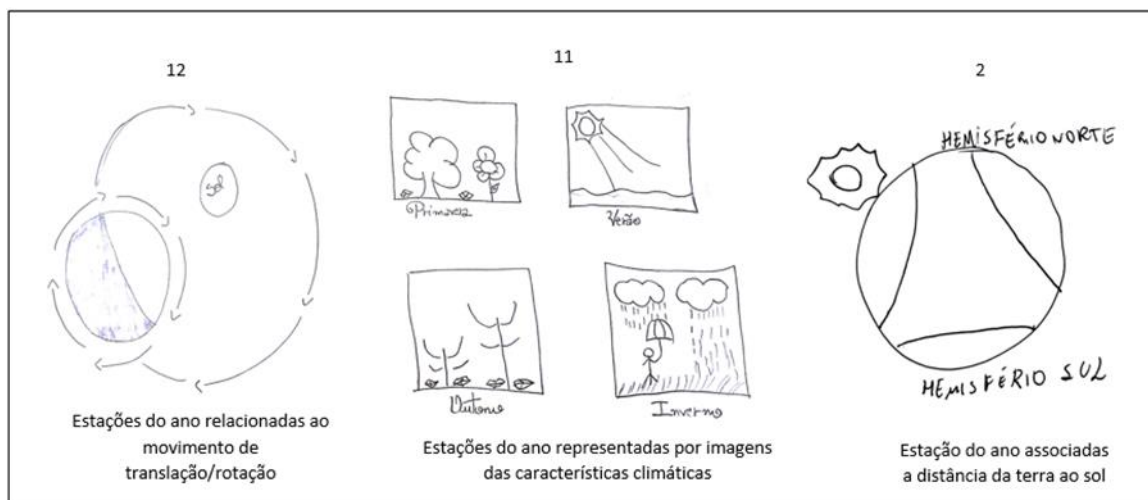 12
11
2
Sol
Primavera
Verão
Outono
Inverno
HEMISFÉRIO NORTE
HEMISFÉRIO SUL
Estações do ano relacionadas ao
movimento de
translação/rotação
Estações do ano representadas por imagens
das características climáticas
Estação do ano associadas
a distância da terra ao sol